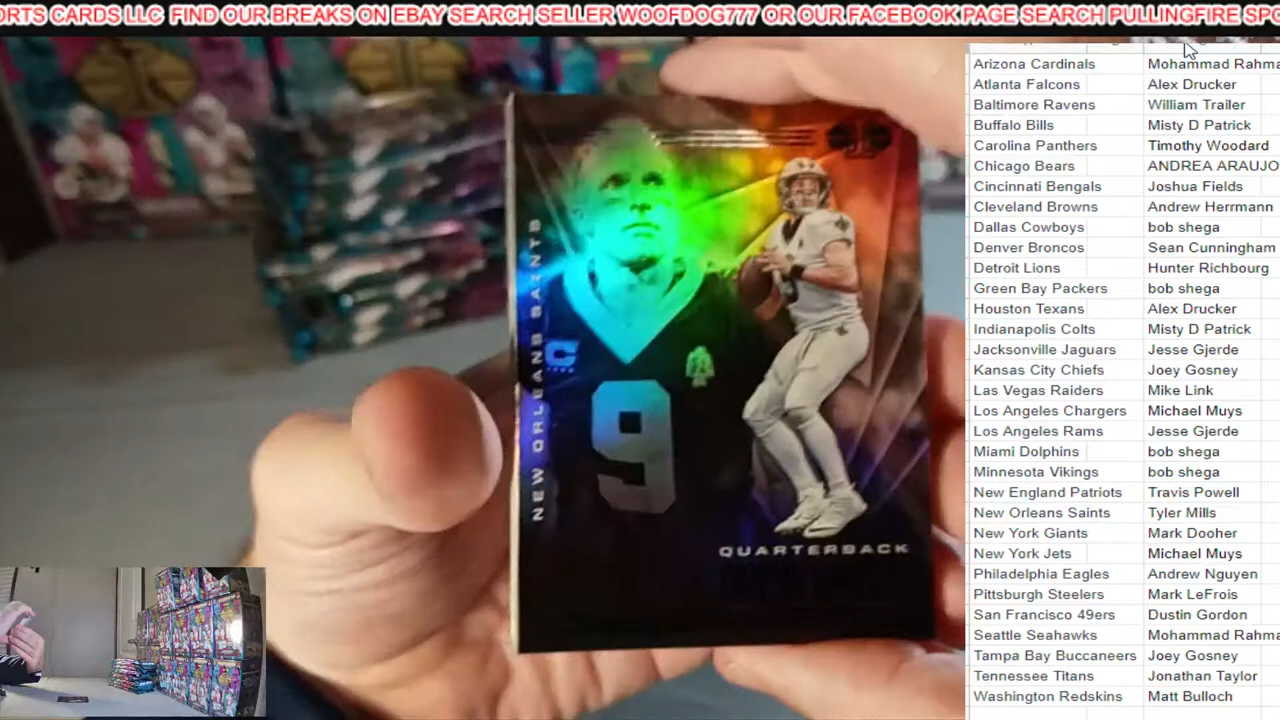 ORTS CARDS LLC FIND OUR BREAKS ON EBAY SEARCH SELLER WOOFDOG777 OR OUR FACEBOOK PAGE SEARCH PULLINGFIRE SPO
NEW ORLEANS SAINTS
C
9
QUARTERBACK
Arizona Cardinals Mohammad Rahma
Atlanta Falcons Alex Drucker
Baltimore Ravens William Trailer
Buffalo Bills Misty D Patrick
Carolina Panthers Timothy Woodard
Chicago Bears ANDREA ARAUJO
Cincinnati Bengals Joshua Fields
Cleveland Browns Andrew Herrmann
Dallas Cowboys bob shega
Denver Broncos Sean Cunningham
Detroit Lions Hunter Richbourg
Green Bay Packers bob shega
Houston Texans Alex Drucker
Indianapolis Colts Misty D Patrick
Jacksonville Jaguars Jesse Gjerde
Kansas City Chiefs Joey Gosney
Las Vegas Raiders Mike Link
Los Angeles Chargers Michael Muys
Los Angeles Rams Jesse Gjerde
Miami Dolphins bob shega
Minnesota Vikings bob shega
New England Patriots Travis Powell
New Orleans Saints Tyler Mills
New York Giants Mark Dooher
New York Jets Michael Muys
Philadelphia Eagles Andrew Nguyen
Pittsburgh Steelers Mark LeFrois
San Francisco 49ers Dustin Gordon
Seattle Seahawks Mohammad Rahma
Tampa Bay Buccaneers Joey Gosney
Tennessee Titans Jonathan Taylor
Washington Redskins Matt Bulloch